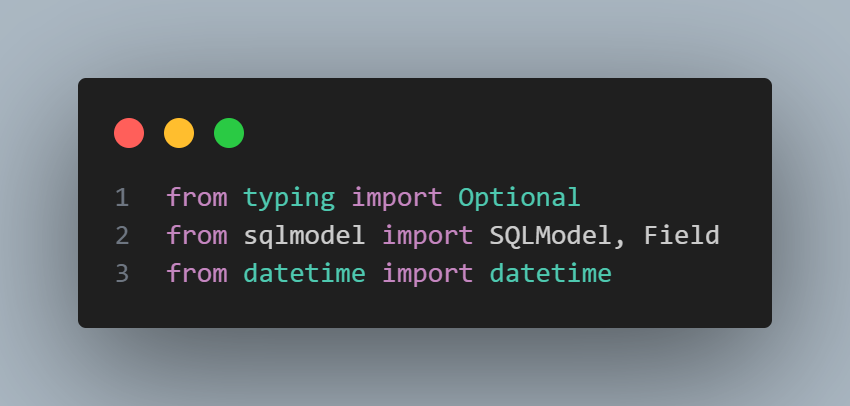 1 from typing import Optional
2 from sqlmodel import SQLModel, Field
3 from datetime import datetime